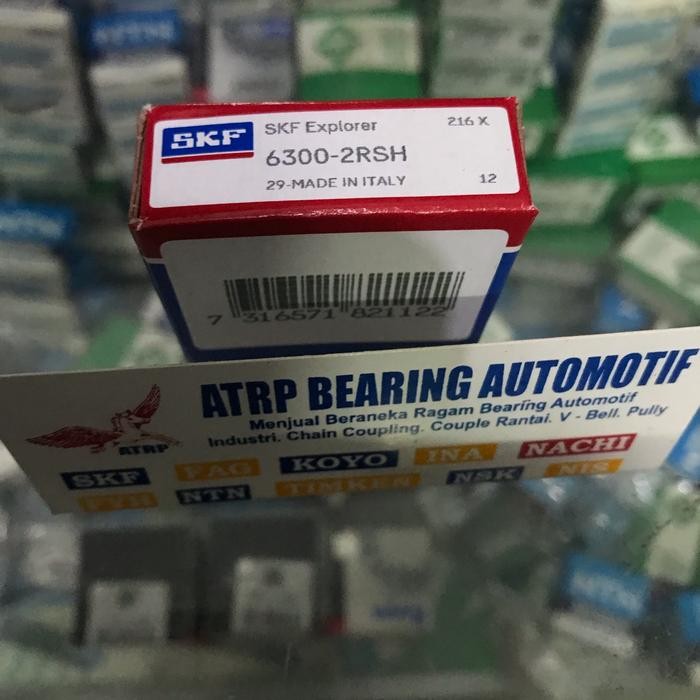 SKF
SKF Explorer
216 X
6300-2RSH
29-MADE IN ITALY
12
7 316571 821122
ATRP BEARING AUTOMOTIF
Menjual Beraneka Ragam Bearing Automotif
Industri. Chain Coupling. Couple Rantai. V - Bell. Pully
ATRP
SKF FAG KOYO INA NACHI
FYH NTN TIMKEN NSK NIS